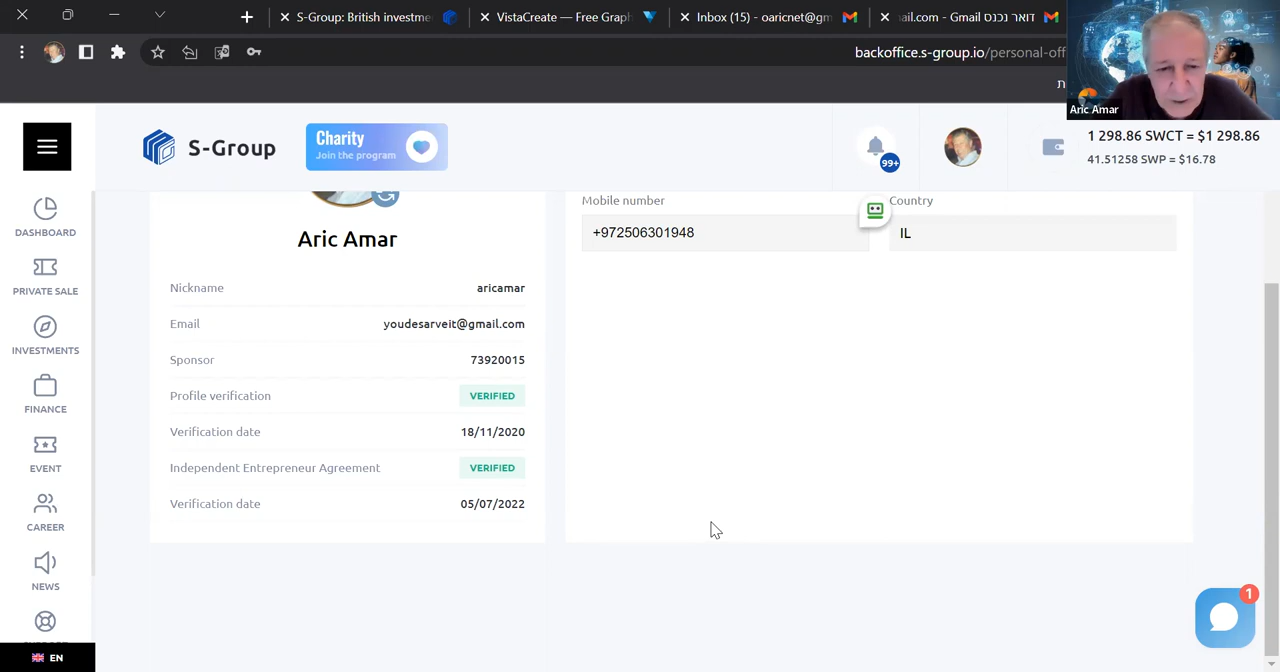 S-Group: British investme
VistaCreate — Free Graph
Inbox (15) - oaricnet@gm
ail.com - Gmail דואר נכנס
backoffice.s-group.io/personal-off
ת
Aric Amar
S-Group
Charity
Join the program
99+
1 298.86 SWCT = $1 298.86
41.51258 SWP = $16.78
DASHBOARD
PRIVATE SALE
INVESTMENTS
FINANCE
EVENT
CAREER
NEWS
EN
Aric Amar
Nickname aricamar
Email youdesarveit@gmail.com
Sponsor 73920015
Profile verification VERIFIED
Verification date 18/11/2020
Independent Entrepreneur Agreement VERIFIED
Verification date 05/07/2022
Mobile number Country
+972506301948 IL
1